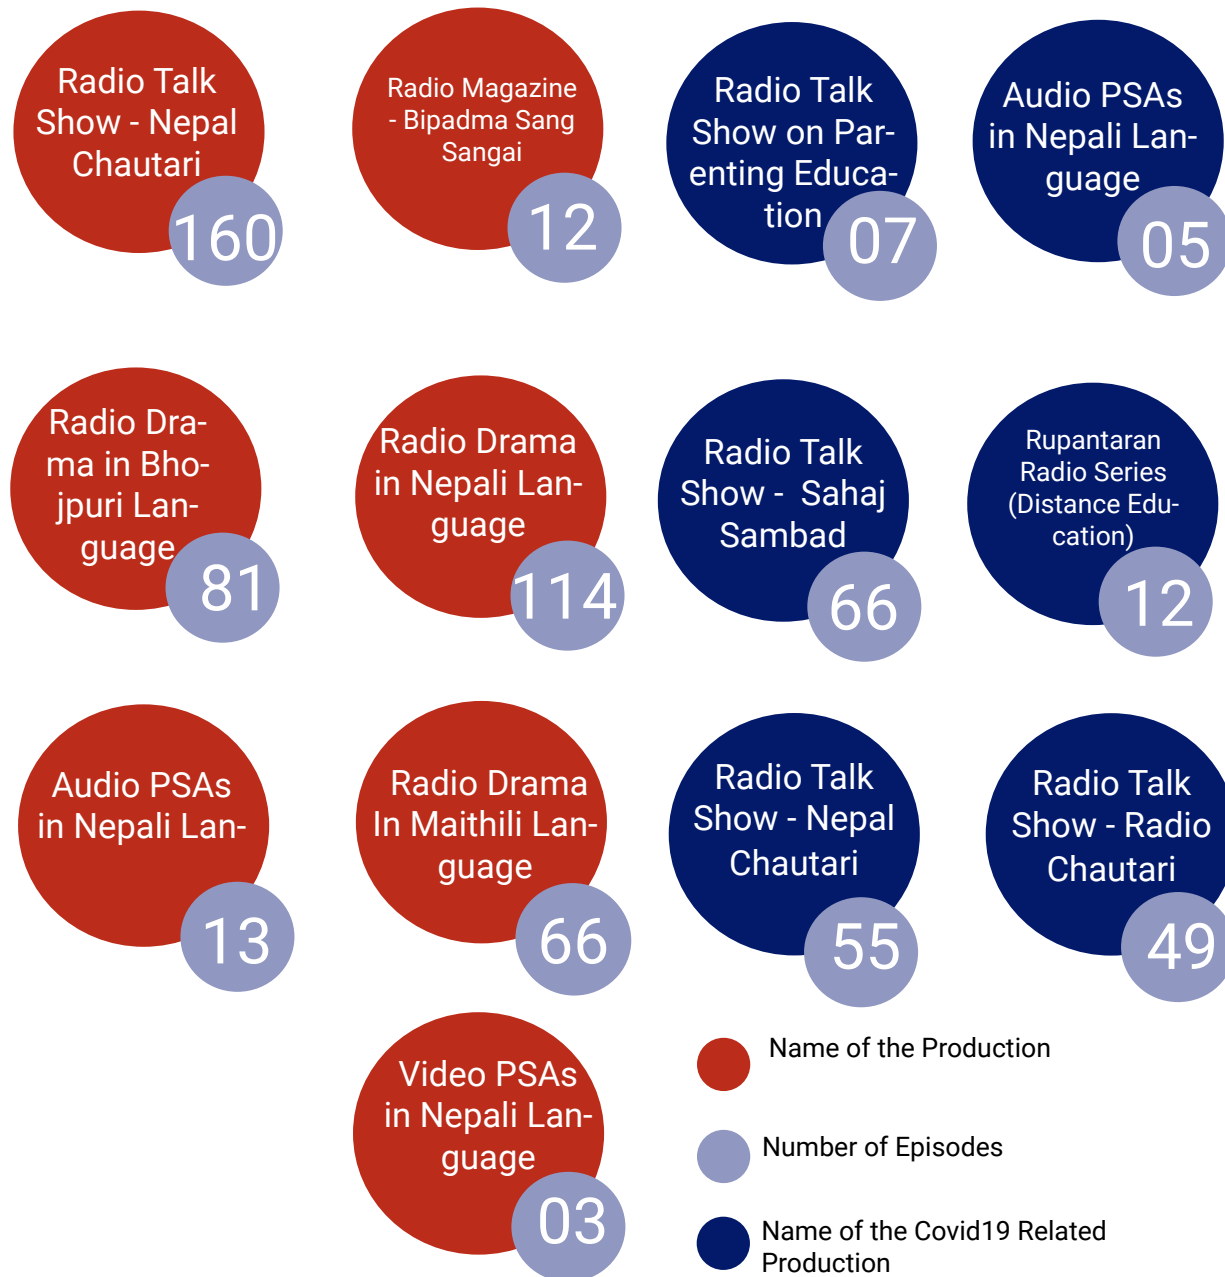 Radio Talk
Show - Nepal
Chautari
160
Radio Magazine
- Bipadma Sang
Sangai
12
Radio Talk
Show on Par-
enting Educa-
tion
07
Audio PSAs
in Nepali Lan-
guage
05
Radio Dra-
ma in Bho-
jpuri Lan-
guage
81
Radio Drama
in Nepali Lan-
guage
114
Radio Talk
Show - Sahaj
Sambad
66
Rupantaran
Radio Series
(Distance Edu-
cation)
12
Audio PSAs
in Nepali Lan-
13
Radio Drama
In Maithili Lan-
guage
66
Radio Talk
Show - Nepal
Chautari
55
Radio Talk
Show - Radio
Chautari
49
Video PSAs
in Nepali Lan-
guage
03
Name of the Production
Number of Episodes
Name of the Covid19 Related
Production